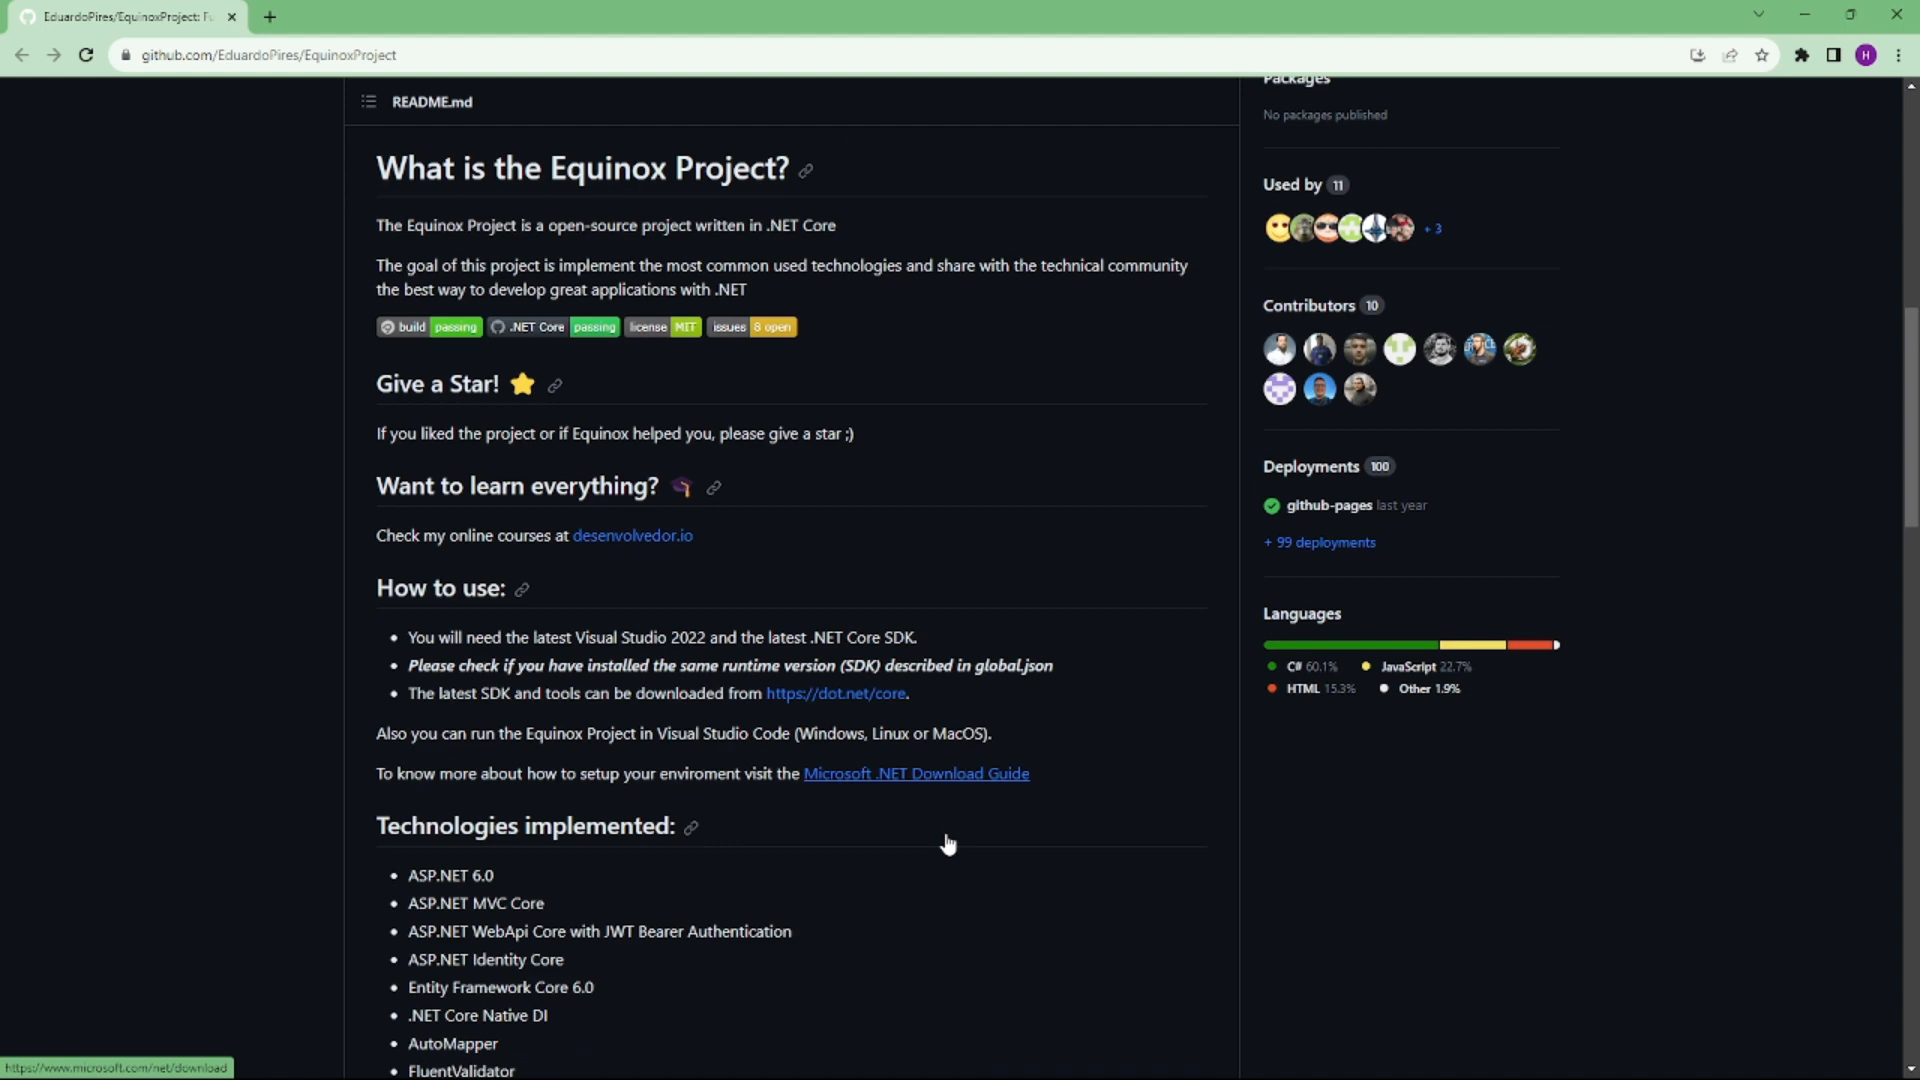 EduardoPires/EquinoxProject: Fu
github.com/EduardoPires/EquinoxProject
H
README.md
What is the Equinox Project?
The Equinox Project is a open-source project written in .NET Core
The goal of this project is implement the most common used technologies and share with the technical community
the best way to develop great applications with .NET
build passing .NET Core passing license MIT issues 8 open
Give a Star!
If you liked the project or if Equinox helped you, please give a star ;)
Want to learn everything?
Check my online courses at desenvolvedor.io
How to use:
• You will need the latest Visual Studio 2022 and the latest .NET Core SDK.
• Please check if you have installed the same runtime version (SDK) described in global.json
• The latest SDK and tools can be downloaded from https://dot.net/core.
Also you can run the Equinox Project in Visual Studio Code (Windows, Linux or MacOS).
To know more about how to setup your enviroment visit the Microsoft .NET Download Guide
Technologies implemented:
• ASP.NET 6.0
• ASP.NET MVC Core
• ASP.NET WebApi Core with JWT Bearer Authentication
• ASP.NET Identity Core
• Entity Framework Core 6.0
• .NET Core Native DI
• AutoMapper
• FluentValidator
Packages
No packages published
Used by 11
+ 3
Contributors 10
Deployments 100
github-pages last year
+ 99 deployments
Languages
C# 60.1% JavaScript 22.7%
HTML 15.3% Other 1.9%
https://www.microsoft.com/net/download